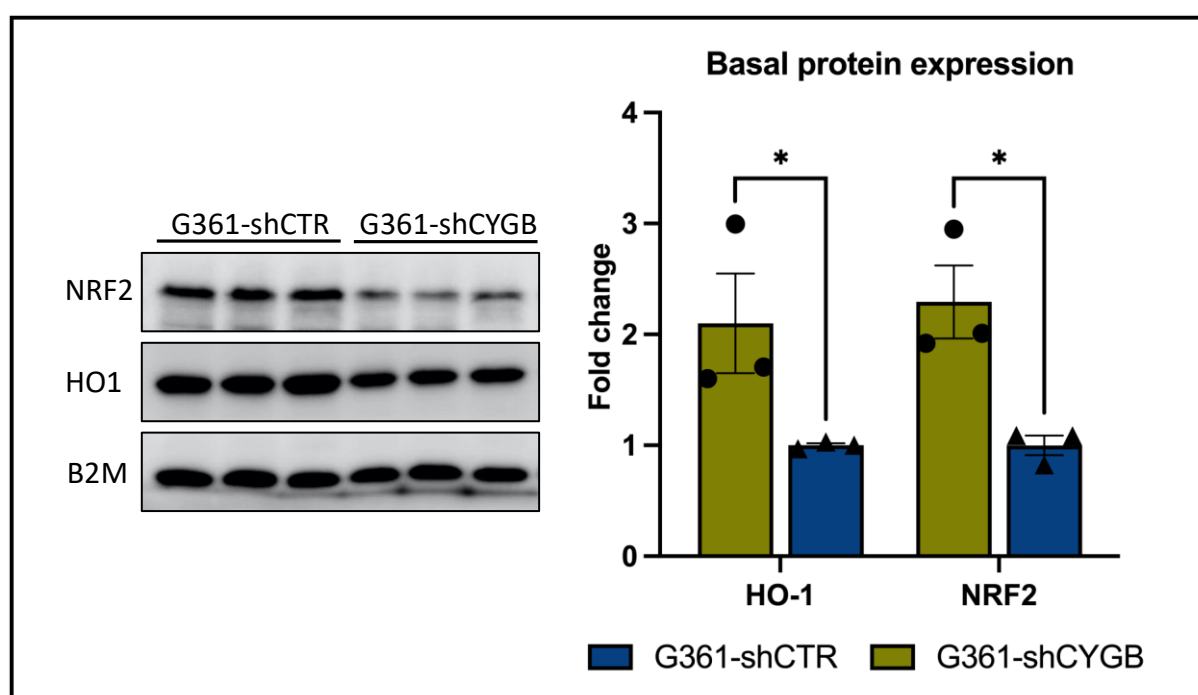 G361-shCTR G361-shCYGB
NRF2
HO1
B2M
Basal protein expression
Fold change
4
3
2
1
0
*
*
HO-1 NRF2
G361-shCTR G361-shCYGB